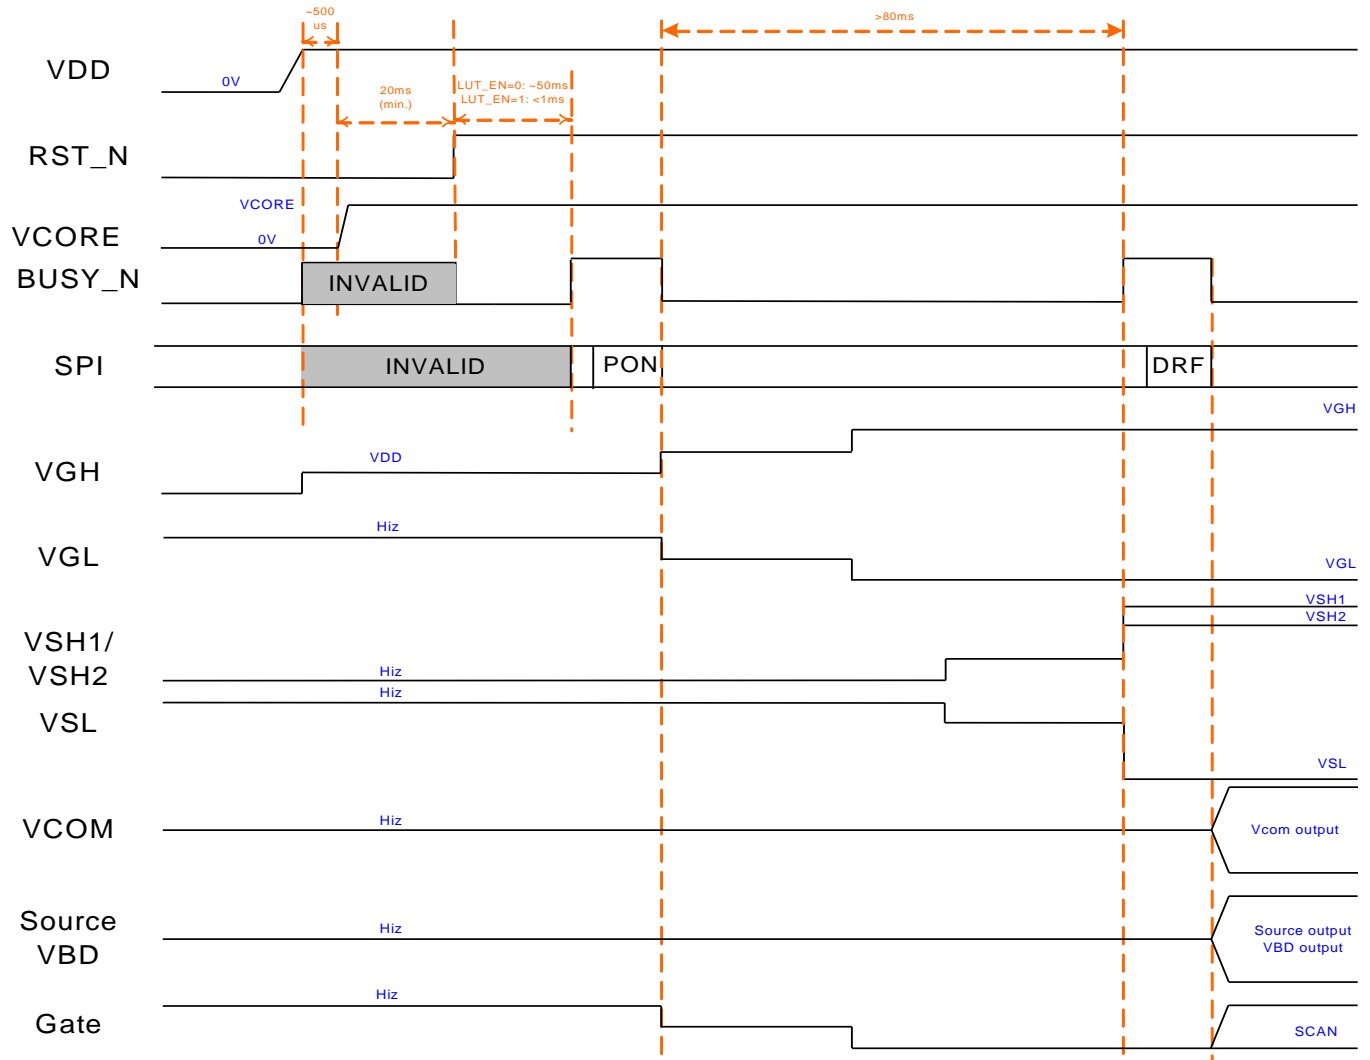 ~500
us
>80ms
VDD
0V
20ms
(min.)
LUT_EN=0: ~50ms
LUT_EN=1: <1ms
RST_N
VCORE
VCORE
0V
BUSY_N
INVALID
SPI
INVALID
PON
DRF
VGH
VGH
VDD
Hiz
VGL
VGL
VSH1
VSH2
VSH1/
VSH2
Hiz
Hiz
VSL
VSL
VCOM
Hiz
Vcom output
Source
VBD
Hiz
Source output
VBD output
Hiz
Gate
SCAN